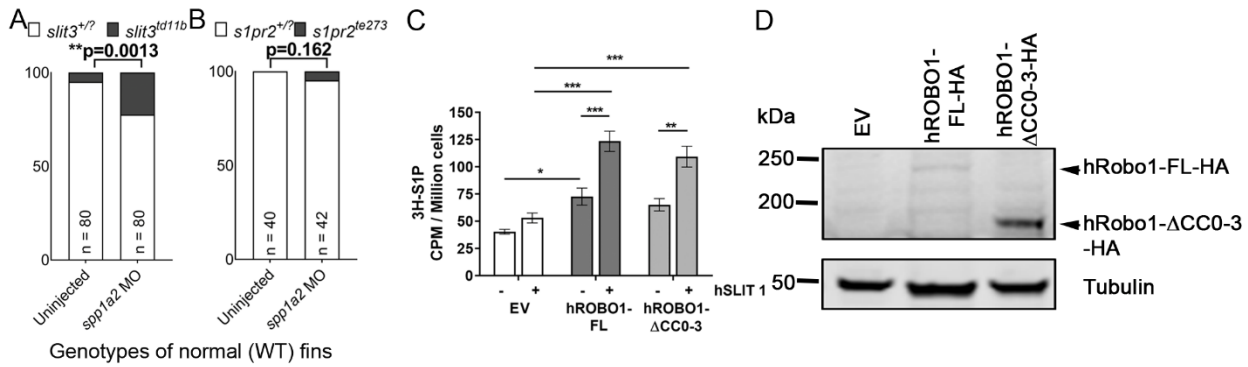 A
slit3+/? slit3td11b
**p=0.0013
100
50
0
n = 80
n = 80
Uninjected
spp1a2 MO
B
s1pr2+/? s1pr2te273
p=0.162
100
50
0
n = 40
n = 42
Uninjected
spp1a2 MO
Genotypes of normal (WT) fins
C
3H-S1P
CPM / Million cells
150
125
100
75
50
25
0
***
***
***
**
*
- + - + - + hSLIT 1
EV
hROBO1-
FL
hROBO1-
ΔCC0-3
D
kDa
EV
hROBO1-
FL-HA
hROBO1-
ΔCC0-3-HA
250
200
50
hRobo1-FL-HA
hRobo1-ΔCC0-3
-HA
Tubulin